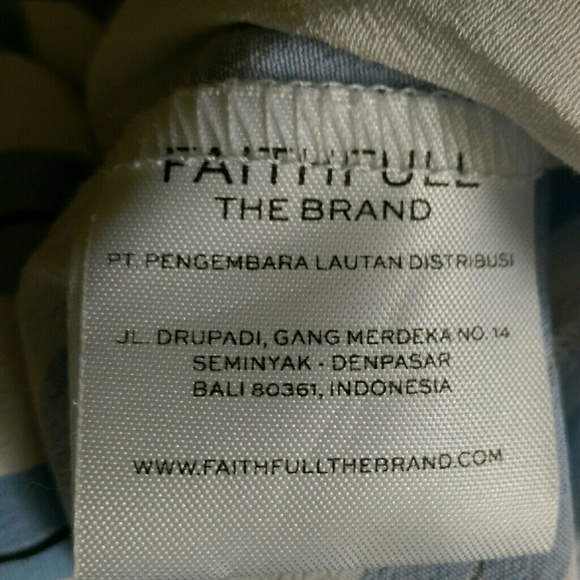 FAITHFULL
THE BRAND
PT. PENGEMBARA LAUTAN DISTRIBUSI
JL. DRUPADI, GANG MERDEKA NO. 14
SEMINYAK - DENPASAR
BALI 80361, INDONESIA
WWW.FAITHFULLTHEBRAND.COM